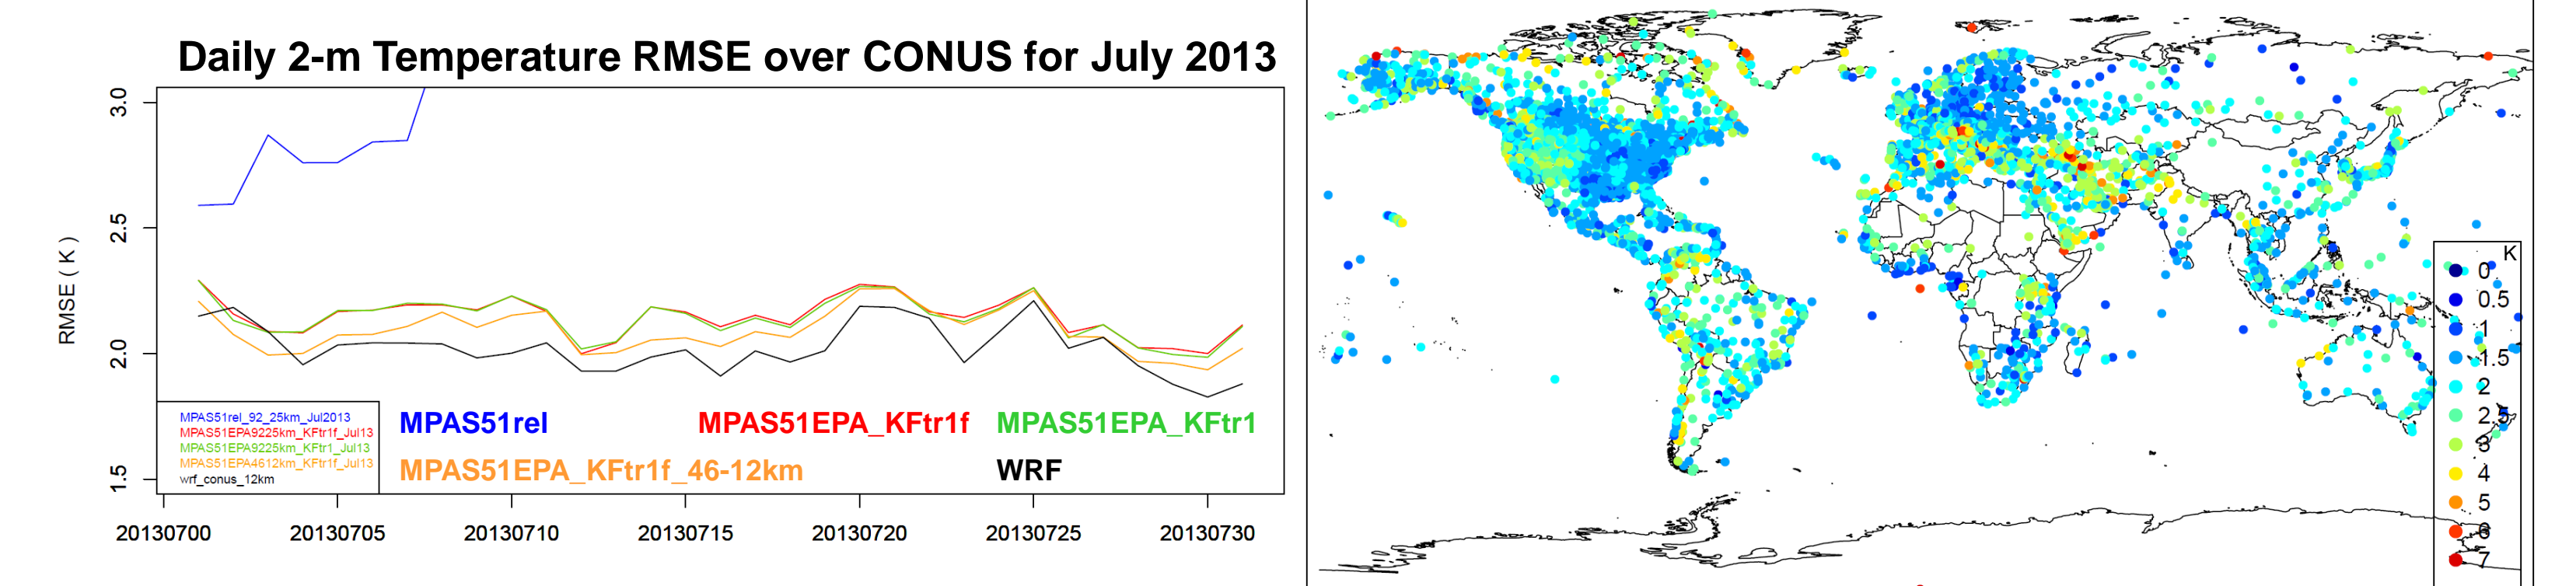 Daily 2-m Temperature RMSE over CONUS for July 2013
3.0
2.5
2.0
1.5
RMSE ( K )
MPAS51rel_92_25km_Jul2013
MPAS51EPA9225km_KFtr1f_Jul13
MPAS51EPA9225km_KFtr1_Jul13
MPAS51EPA4612km_KFtr1f_Jul13
wrf_conus_12km
MPAS51rel MPAS51EPA_KFtr1f MPAS51EPA_KFtr1
MPAS51EPA_KFtr1f_46-12km WRF
20130700 20130705 20130710 20130715 20130720 20130725 20130730
K
0
0.5
1
1.5
2
2.5
3
4
5
6
7